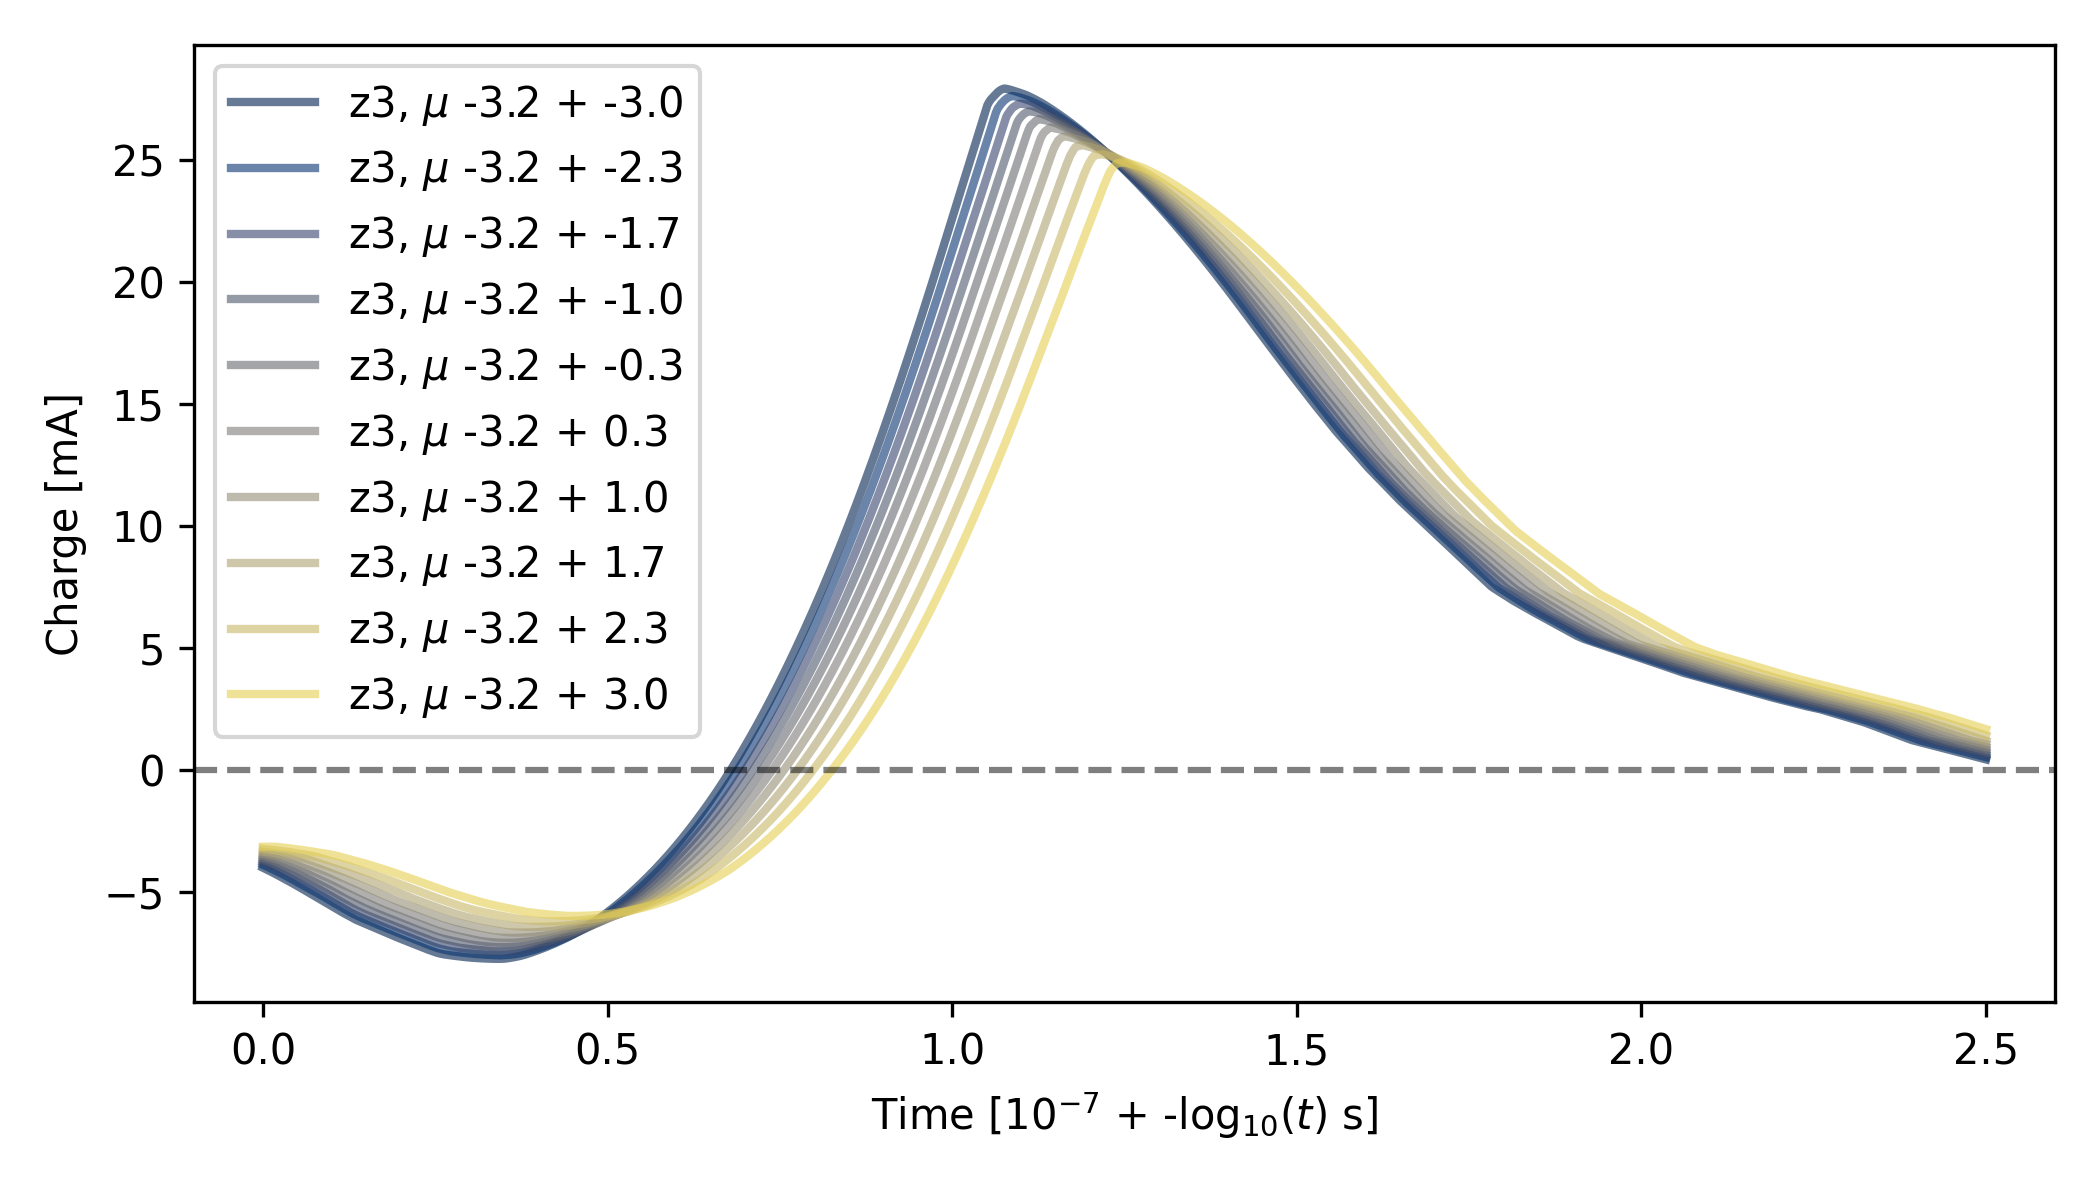 z3, μ -3.2 + -3.0
z3, μ -3.2 + -2.3
z3, μ -3.2 + -1.7
z3, μ -3.2 + -1.0
z3, μ -3.2 + -0.3
z3, μ -3.2 + 0.3
z3, μ -3.2 + 1.0
z3, μ -3.2 + 1.7
z3, μ -3.2 + 2.3
z3, μ -3.2 + 3.0
Charge [mA]
25
20
15
10
5
0
−5
0.0 0.5 1.0 1.5 2.0 2.5
Time [10⁻⁷ + -log₁₀(t) s]